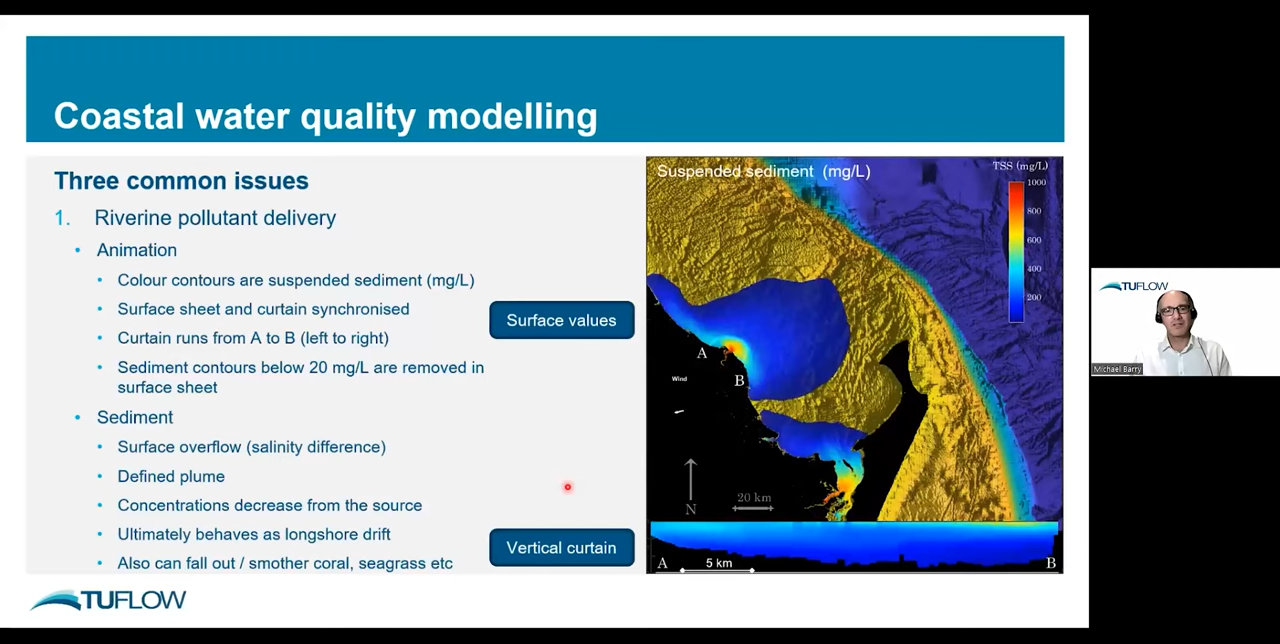 Coastal water quality modelling
Three common issues
1. Riverine pollutant delivery
• Animation
• Colour contours are suspended sediment (mg/L)
• Surface sheet and curtain synchronised
• Curtain runs from A to B (left to right)
• Sediment contours below 20 mg/L are removed in
surface sheet
• Sediment
• Surface overflow (salinity difference)
• Defined plume
• Concentrations decrease from the source
• Ultimately behaves as longshore drift
• Also can fall out / smother coral, seagrass etc
Surface values
Vertical curtain
Suspended sediment (mg/L)
TSS (mg/L)
1000
800
600
400
200
A
B
Wind
N
20 km
A
5 km
B
TUFLOW
TUFLOW
Michael Barry